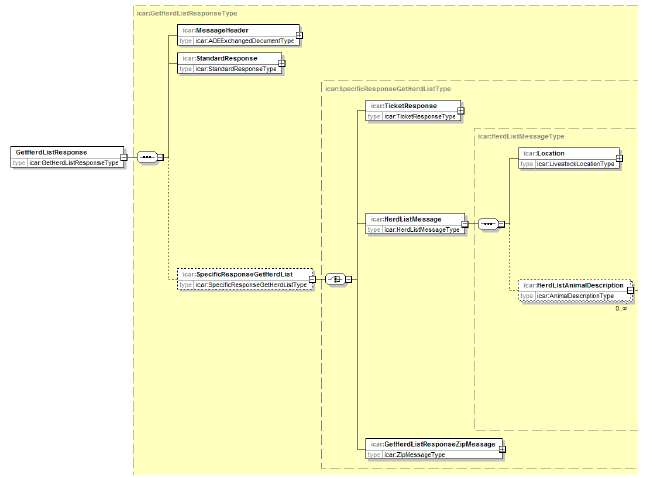 icar:GetHerdListResponseType
icar:MessageHeader
type icar:ADEExchangedDocumentType
icar:StandardResponse
type icar:StandardResponseType
icar:SpecificResponseGetHerdListType
icar:TicketResponse
type icar:TicketResponseType
icar:HerdListMessageType
GetHerdListResponse
type icar:GetHerdListResponseType
icar:Location
type icar:LivestockLocationType
icar:HerdListMessage
type icar:HerdListMessageType
icar:SpecificResponseGetHerdList
type icar:SpecificResponseGetHerdListType
icar:HerdListAnimalDescription
type icar:AnimalDescriptionType
0..∞
icar:GetHerdListResponseZipMessage
type icar:ZipMessageType